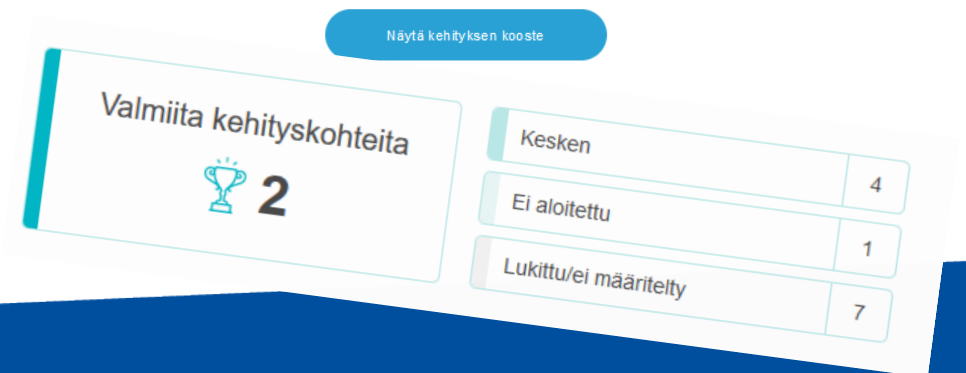 Näytä kehityksen kooste
Valmiita kehityskohteita
2
Kesken
4
Ei aloitettu
1
Lukittu/ei määritelty
7